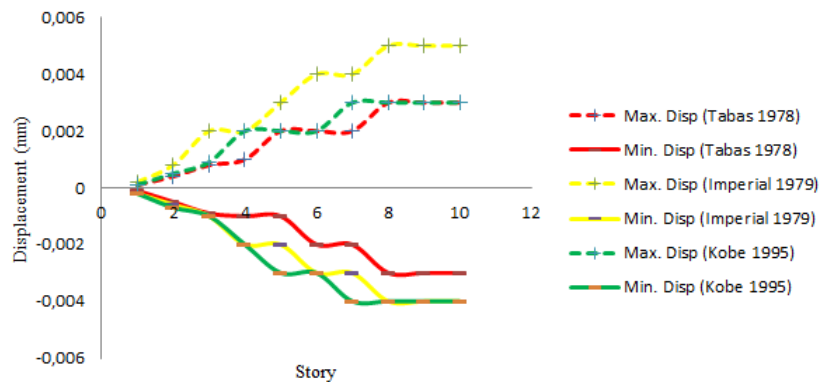 0,006
0,004
0,002
0
-0,002
-0,004
-0,006
Displacement (mm)
0 2 4 6 8 10 12
Story
Max. Disp (Tabas 1978)
Min. Disp (Tabas 1978)
Max. Disp (Imperial 1979)
Min. Disp (Imperial 1979)
Max. Disp (Kobe 1995)
Min. Disp (Kobe 1995)